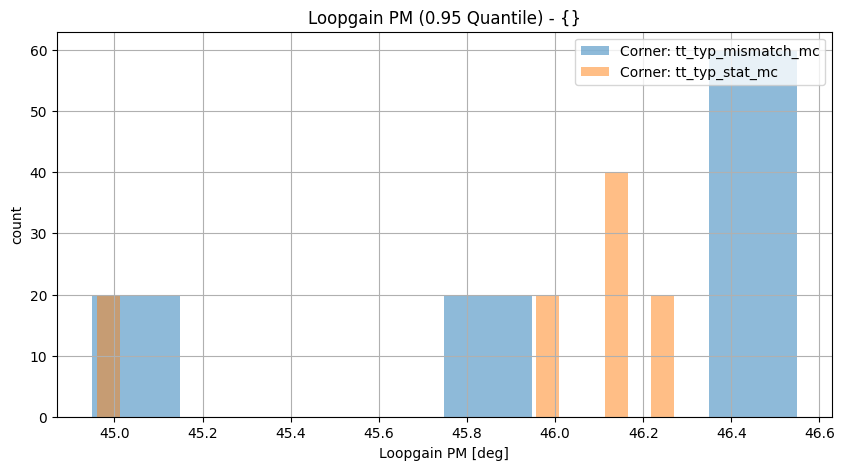 Loopgain PM (0.95 Quantile) - {}
Corner: tt_typ_mismatch_mc
Corner: tt_typ_stat_mc
count
60
50
40
30
20
10
0
45.0 45.2 45.4 45.6 45.8 46.0 46.2 46.4 46.6
Loopgain PM [deg]